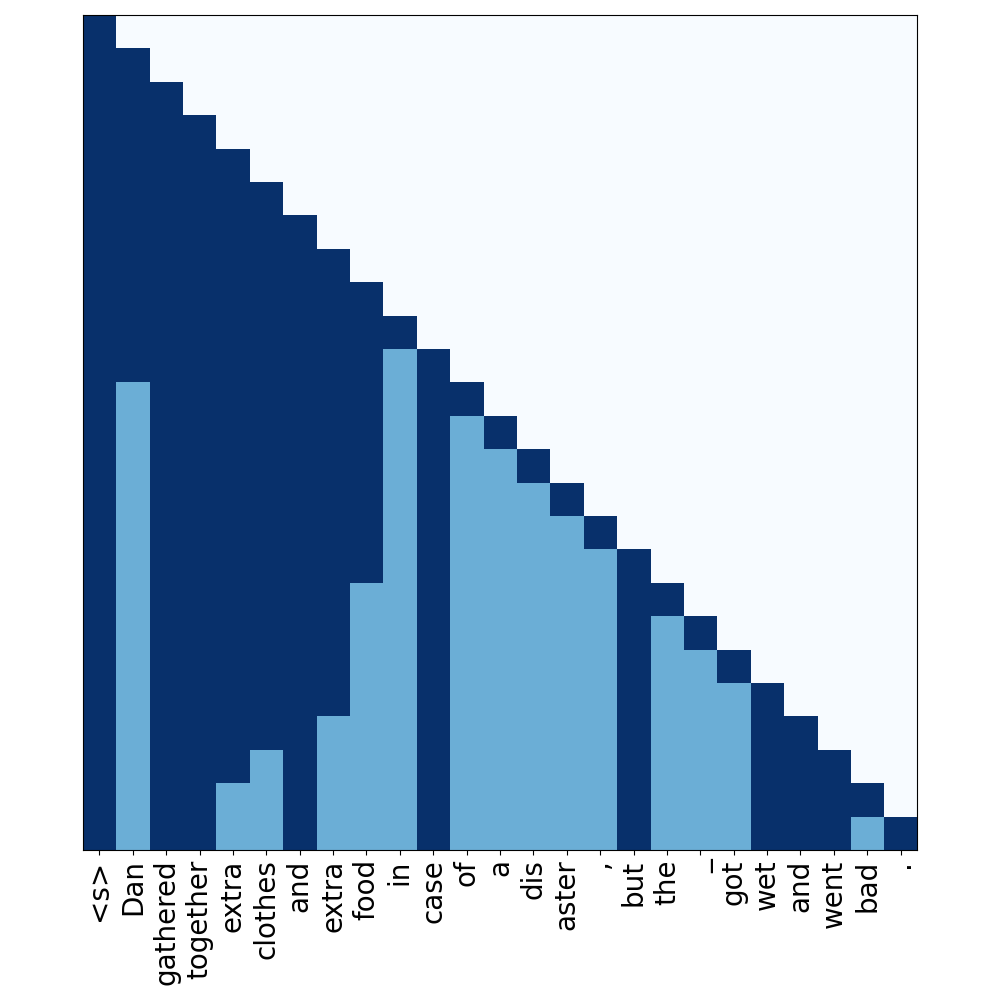 <s>
Dan
gathered
together
extra
clothes
and
extra
food
in
case
of
a
dis
aster
,
but
the
_
got
wet
and
went
bad
.